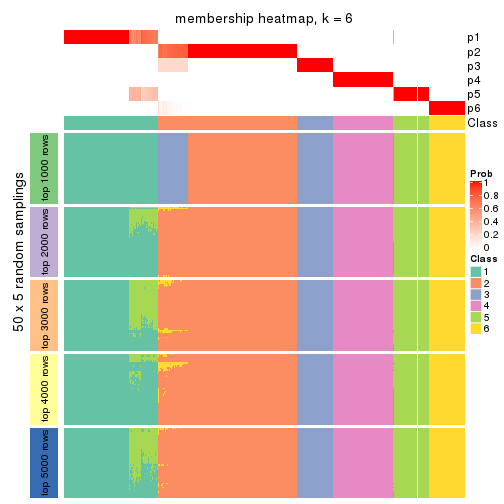 membership heatmap, k = 6
p1
p2
p3
p4
p5
p6
Class
50 x 5 random samplings
top 1000 rows
top 2000 rows
top 3000 rows
top 4000 rows
top 5000 rows
Prob
1
0.8
0.6
0.4
0.2
0
Class
1
2
3
4
5
6